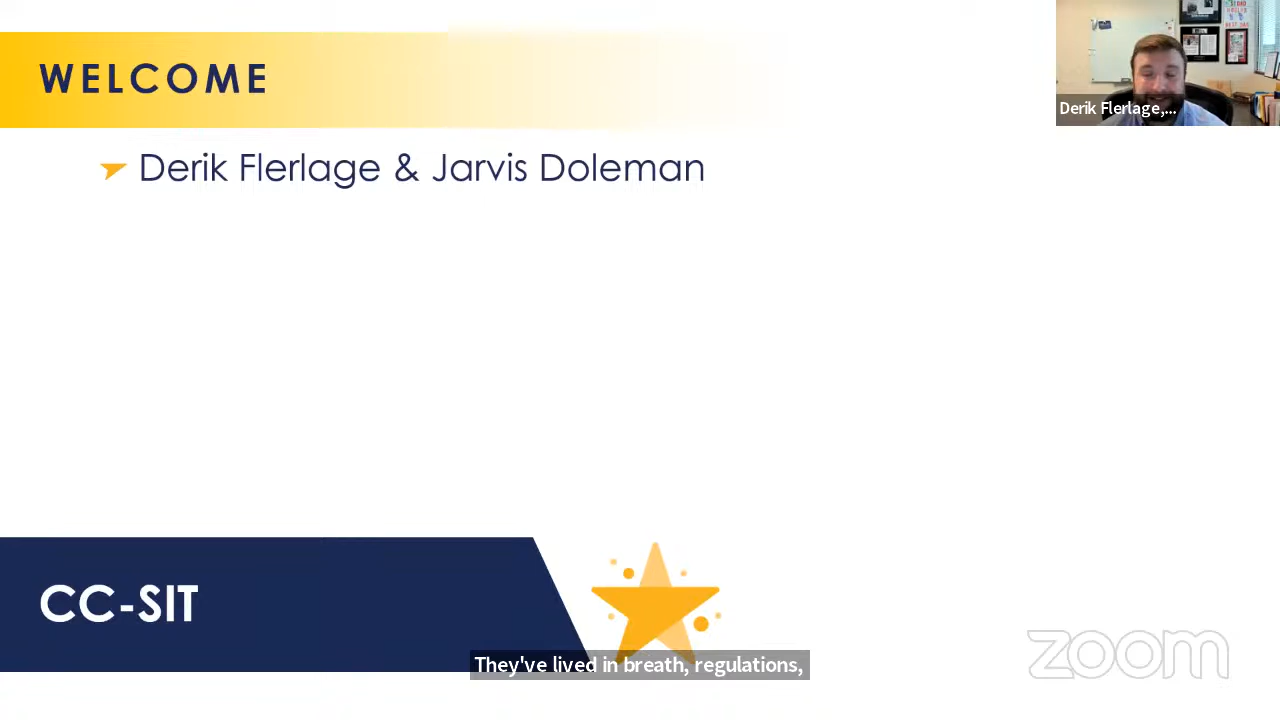 WELCOME
Derik Flerlage,...
Derik Flerlage & Jarvis Doleman
CC-SIT
They've lived in breath, regulations,
zoom